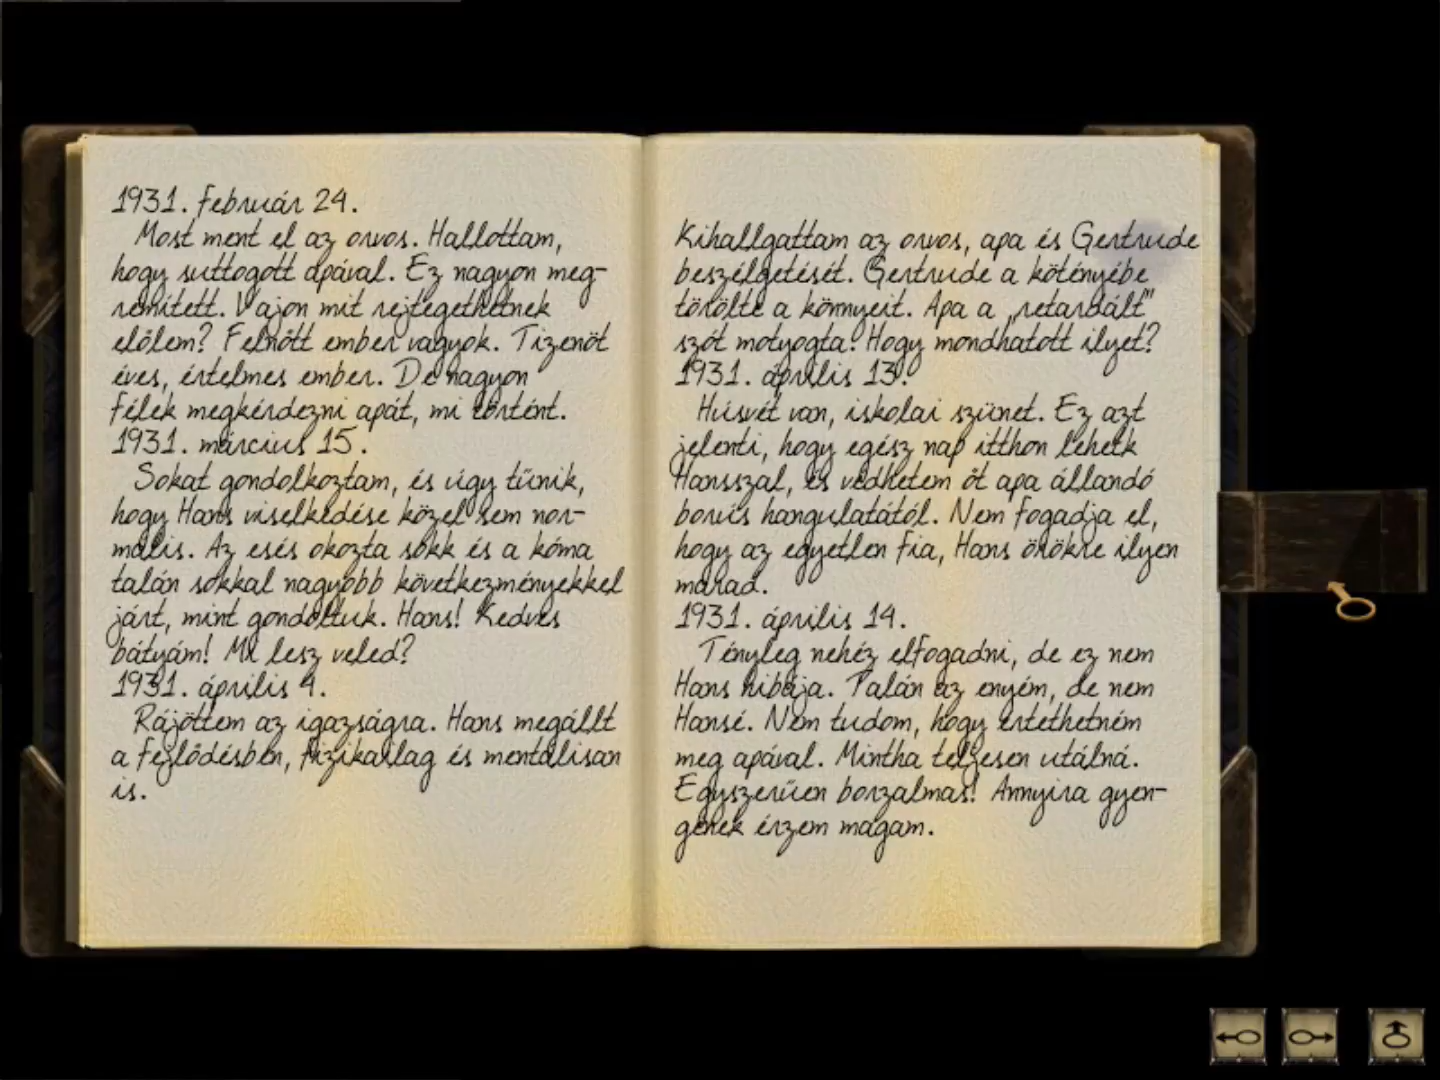 1931. február 24.
Most ment el az orvos. Hallottam,
hogy suttogott apával. Ez nagyon meg-
rémített. Vajon mit rejtegethetnek
előlem? Felnőtt ember vagyok. Tizenöt
éves, értelmes ember. De nagyon
félek megkérdezni apát, mi történt.
1931. március 15.
Sokat gondolkoztam, és úgy tűnik,
hogy Hans viselkedése közel sem nor-
mális. Az esés okozta sokk és a kóma
talán sokkal nagyobb következményekkel
járt, mint gondoltuk. Hans! Kedves
bátyám! Mi lesz veled?
1931. április 4.
Rájöttem az igazságra. Hans megállt
a fejlődésben, fizikailag és mentálisan
is.
Kihallgattam az orvos, apa és Gertrude
beszélgetését. Gertrude a kötényébe
törölte a könnyeit. Apa a „retardált"
szót motyogta. Hogy mondhatott ilyet?
1931. április 13.
Húsvét van, iskolai szünet. Ez azt
jelenti, hogy egész nap itthon lehetk
Hansszal, és védhetem őt apa állandó
borús hangulatától. Nem fogadja el,
hogy az egyetlen fia, Hans örökre ilyen
marad.
1931. április 14.
Tényleg nehéz elfogadni, de ez nem
Hans hibája. Talán az enyém, de nem
Hansé. Nem tudom, hogy értethetném
meg apával. Mintha teljesen utálná.
Egyszerűen borzalmas! Annyira gyen-
gének érzem magam.